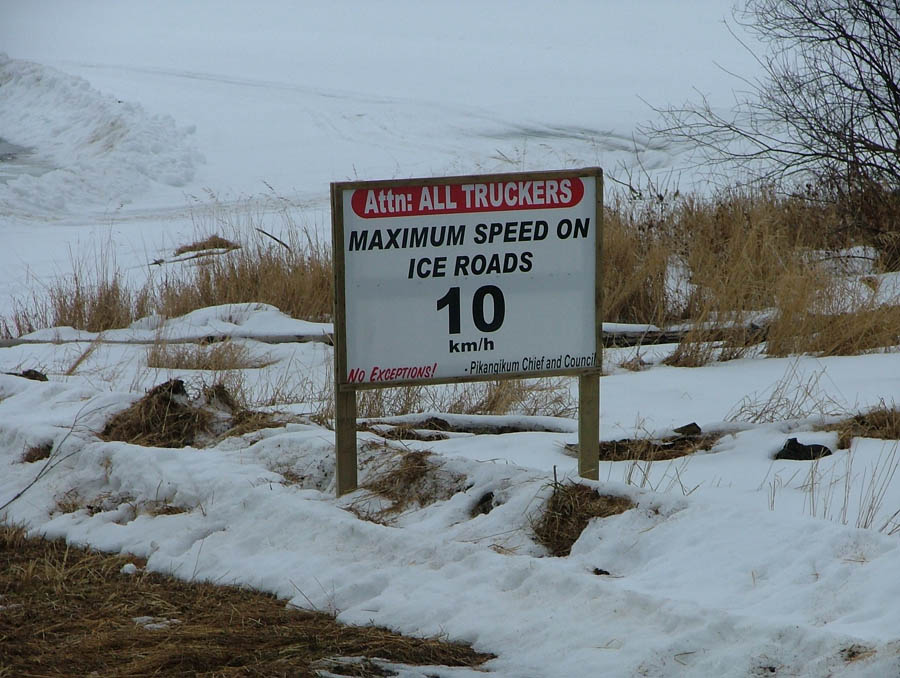 Attn: ALL TRUCKERS
MAXIMUM SPEED ON
ICE ROADS
10
km/h
No Exceptions!
- Pikangikum Chief and Council